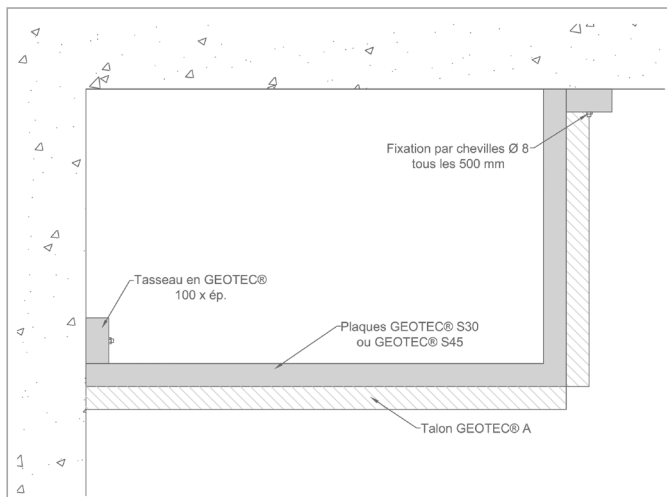 Fixation par chevilles Ø 8
tous les 500 mm
Tasseau en GEOTEC®
100 x ép.
Plaques GEOTEC® S30
ou GEOTEC® S45
Talon GEOTEC® A